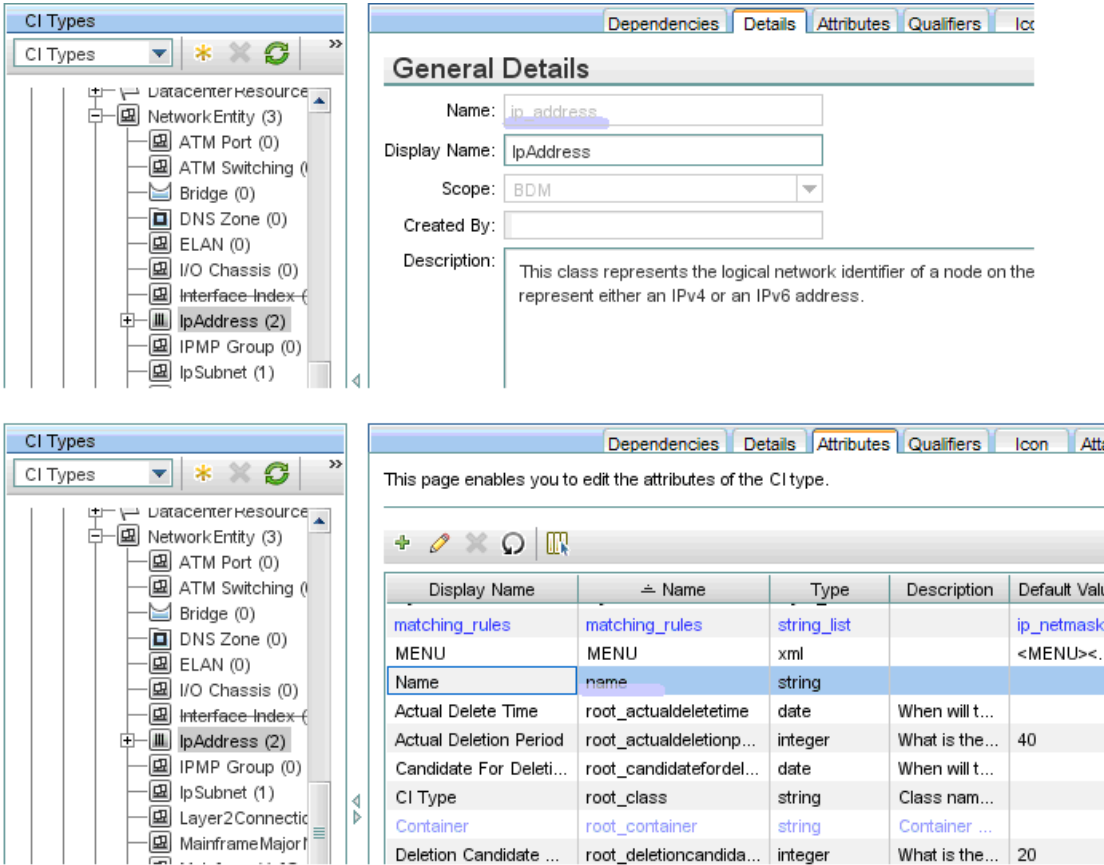 CI Types
CI Types
»
DatacenterResource
NetworkEntity (3)
ATM Port (0)
ATM Switching (
Bridge (0)
DNS Zone (0)
ELAN (0)
I/O Chassis (0)
Interface Index (
IpAddress (2)
IPMP Group (0)
IpSubnet (1)
Dependencies Details Attributes Qualifiers
General Details
Name: ip_address
Display Name: IpAddress
Scope: BDM
Created By:
Description: This class represents the logical network identifier of a node on the
represent either an IPv4 or an IPv6 address.
CI Types
CI Types
»
DatacenterResource
NetworkEntity (3)
ATM Port (0)
ATM Switching (
Bridge (0)
DNS Zone (0)
ELAN (0)
I/O Chassis (0)
Interface Index (
IpAddress (2)
IPMP Group (0)
IpSubnet (1)
Layer2Connectic
Dependencies Details Attributes Qualifiers Icon
This page enables you to edit the attributes of the CI type.
Display Name Name Type Description Default Valu
matching_rules matching_rules string_list ip_netmask
MENU MENU xml <MENU><.
Name name string
Actual Delete Time root_actualdeletetime date When will t...
Actual Deletion Period root_actualdeletionp... integer What is the... 40
Candidate For Deleti... root_candidatefordel... date When will t...
CI Type root_class string Class nam...
Container root_container string Container ...
Deletion Candidate ... root_deletioncandida... integer What is the... 20